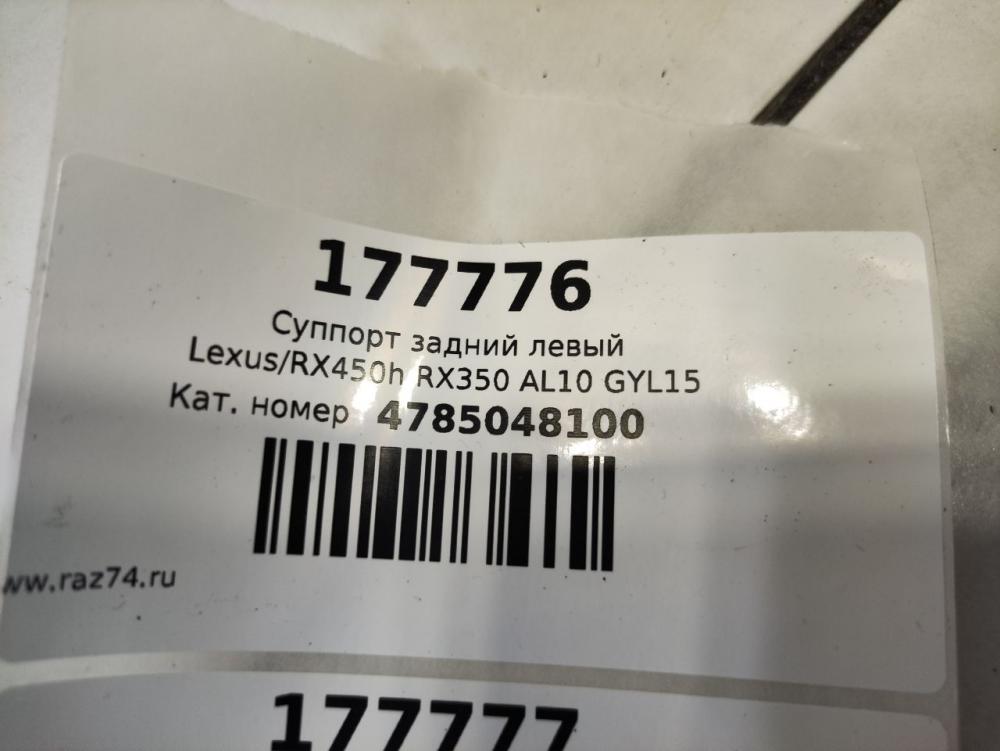 177776
Суппорт задний левый
Lexus/RX450h RX350 AL10 GYL15
Кат. номер 4785048100
www.raz74.ru
177777